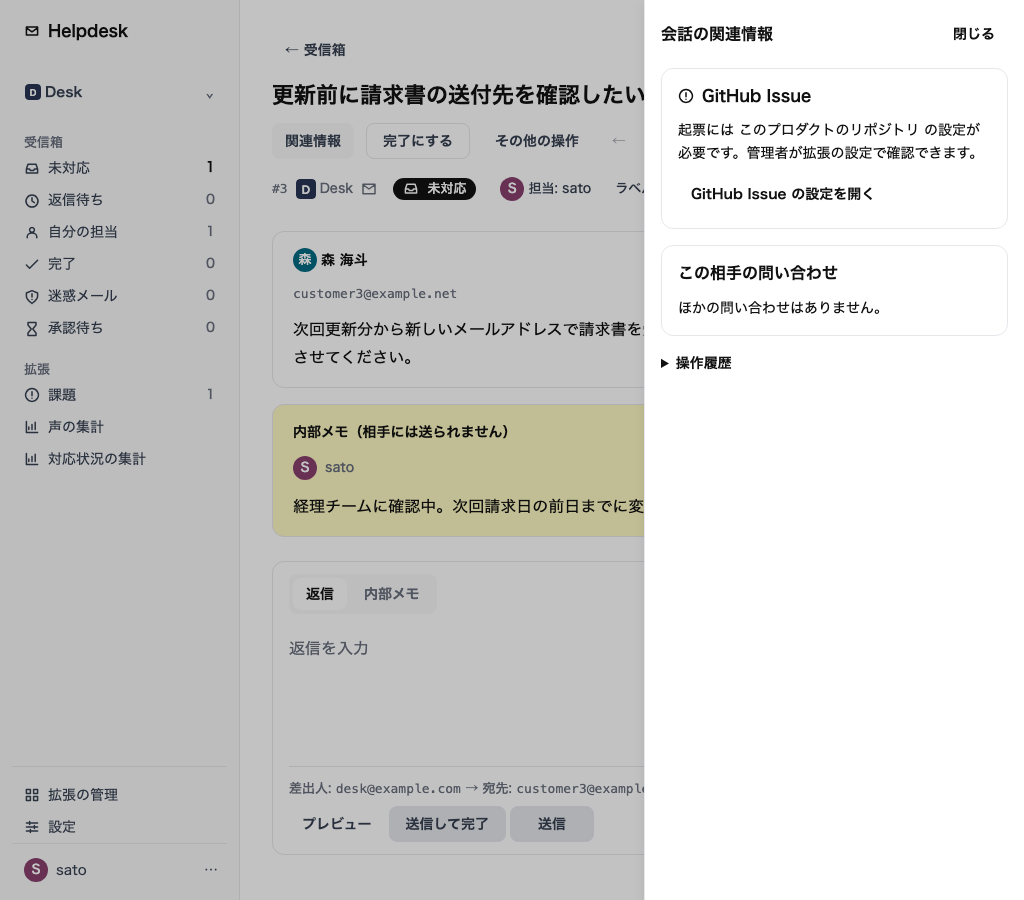 Helpdesk
D Desk
受信箱
未対応 1
返信待ち 0
自分の担当 1
完了 0
迷惑メール 0
承認待ち 0
拡張
課題 1
声の集計
対応状況の集計
拡張の管理
設定
S sato ...
← 受信箱
更新前に請求書の送付先を確認したい
関連情報 完了にする その他の操作 ←
#3 D Desk 未対応 S 担当: sato ラベ
森 森 海斗
customer3@example.net
次回更新分から新しいメールアドレスで請求書を
させてください。
内部メモ（相手には送られません）
S sato
経理チームに確認中。次回請求日の前日までに変
返信 内部メモ
返信を入力
差出人: desk@example.com → 宛先: customer3@example
プレビュー 送信して完了 送信
会話の関連情報 閉じる
GitHub Issue
起票には このプロダクトのリポジトリ の設定が
必要です。管理者が拡張の設定で確認できます。
GitHub Issue の設定を開く
この相手の問い合わせ
ほかの問い合わせはありません。
▶ 操作履歴